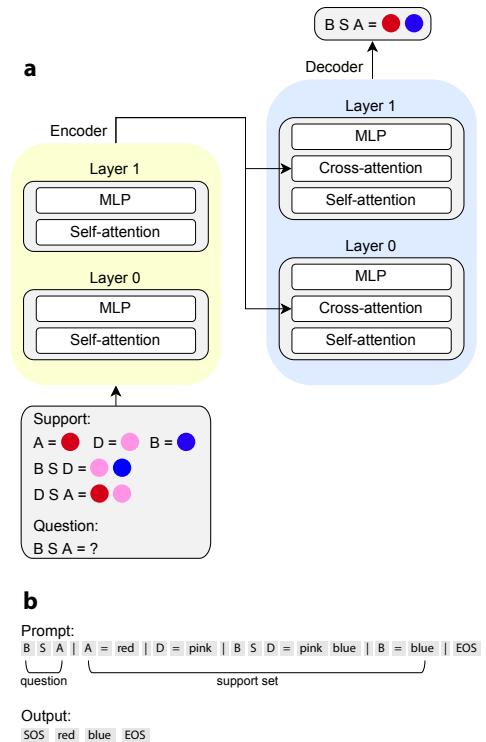 a
B S A =
Decoder
Layer 1
MLP
Cross-attention
Self-attention
Layer 0
MLP
Cross-attention
Self-attention
Encoder
Layer 1
MLP
Self-attention
Layer 0
MLP
Self-attention
Support:
A = D = B =
B S D =
D S A =
Question:
B S A = ?
b
Prompt:
B S A | A = red | D = pink | B S D = pink blue | B = blue | EOS
question support set
Output:
SOS red blue EOS